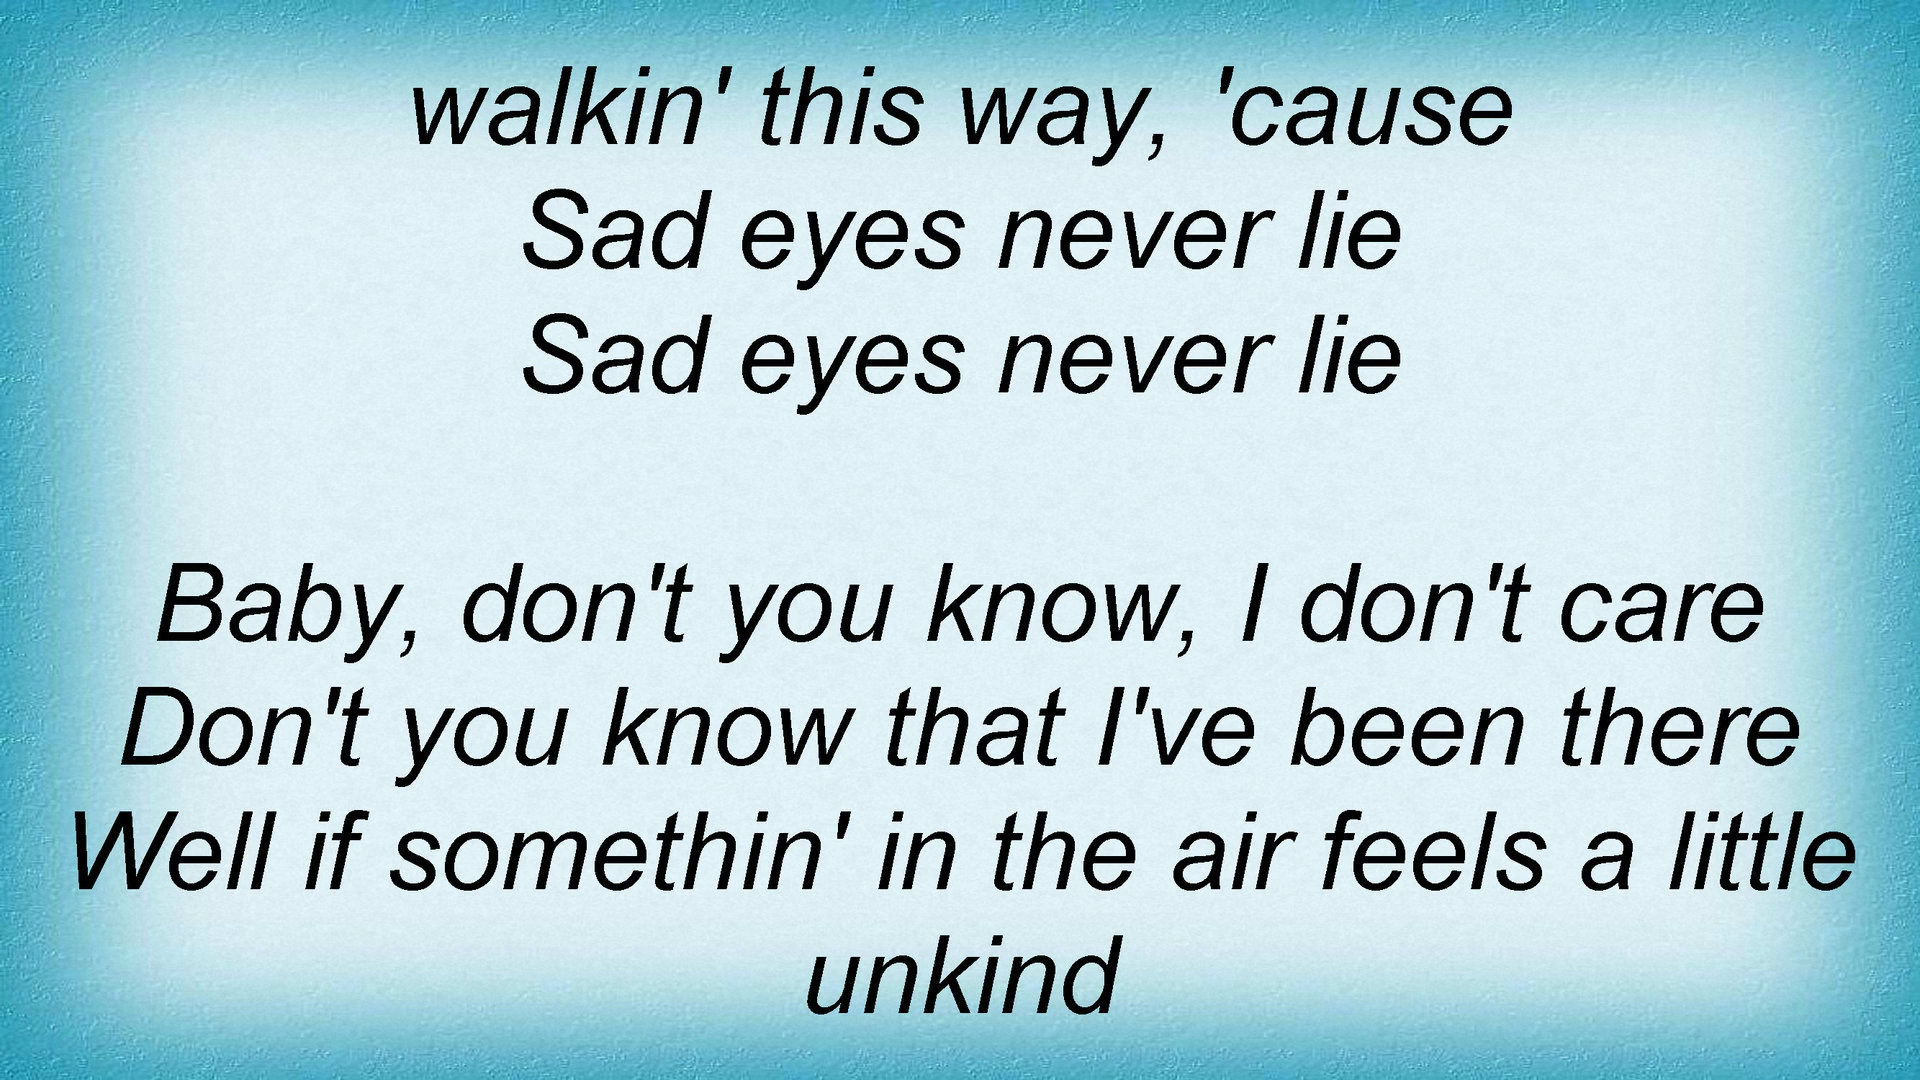 walkin' this way, 'cause
Sad eyes never lie
Sad eyes never lie
Baby, don't you know, I don't care
Don't you know that I've been there
Well if somethin' in the air feels a little
unkind